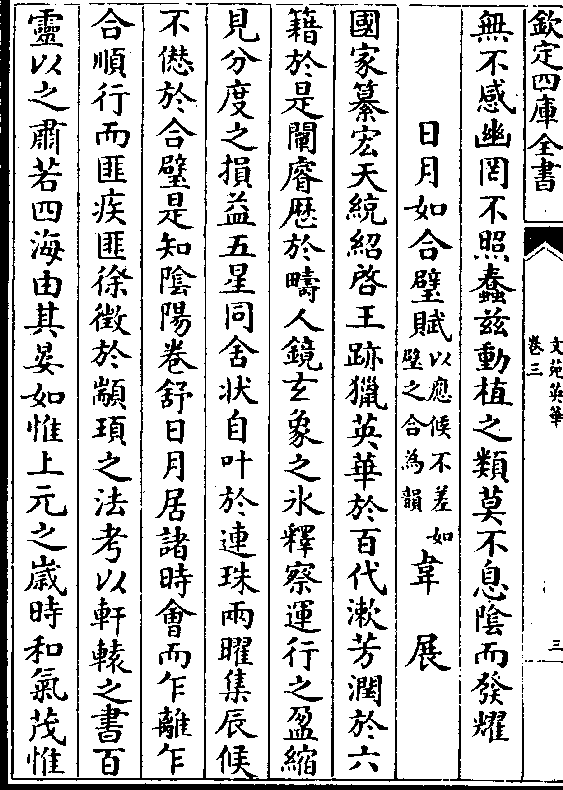 欽定四庫全書
文苑英華
卷三
三
無不感幽罔不照蠢兹動植之類莫不息陰而發耀
日月如合璧賦以應候不差如璧之合為韻 韋展
國家纂宏天統紹啓王跡獵英華於百代漱芳潤於六
籍於是闡睿厯於疇人鏡玄象之氷釋察運行之盈縮
見分度之損益五星同舍狀自叶於連珠兩曜集辰候
不愆於合璧是知陰陽卷舒日月居諸時會而乍離乍
合順行而匪疾匪徐徴於顓頊之法考以軒轅之書百
靈以之肅若四海由其晏如惟上元之嵗時和氣茂惟